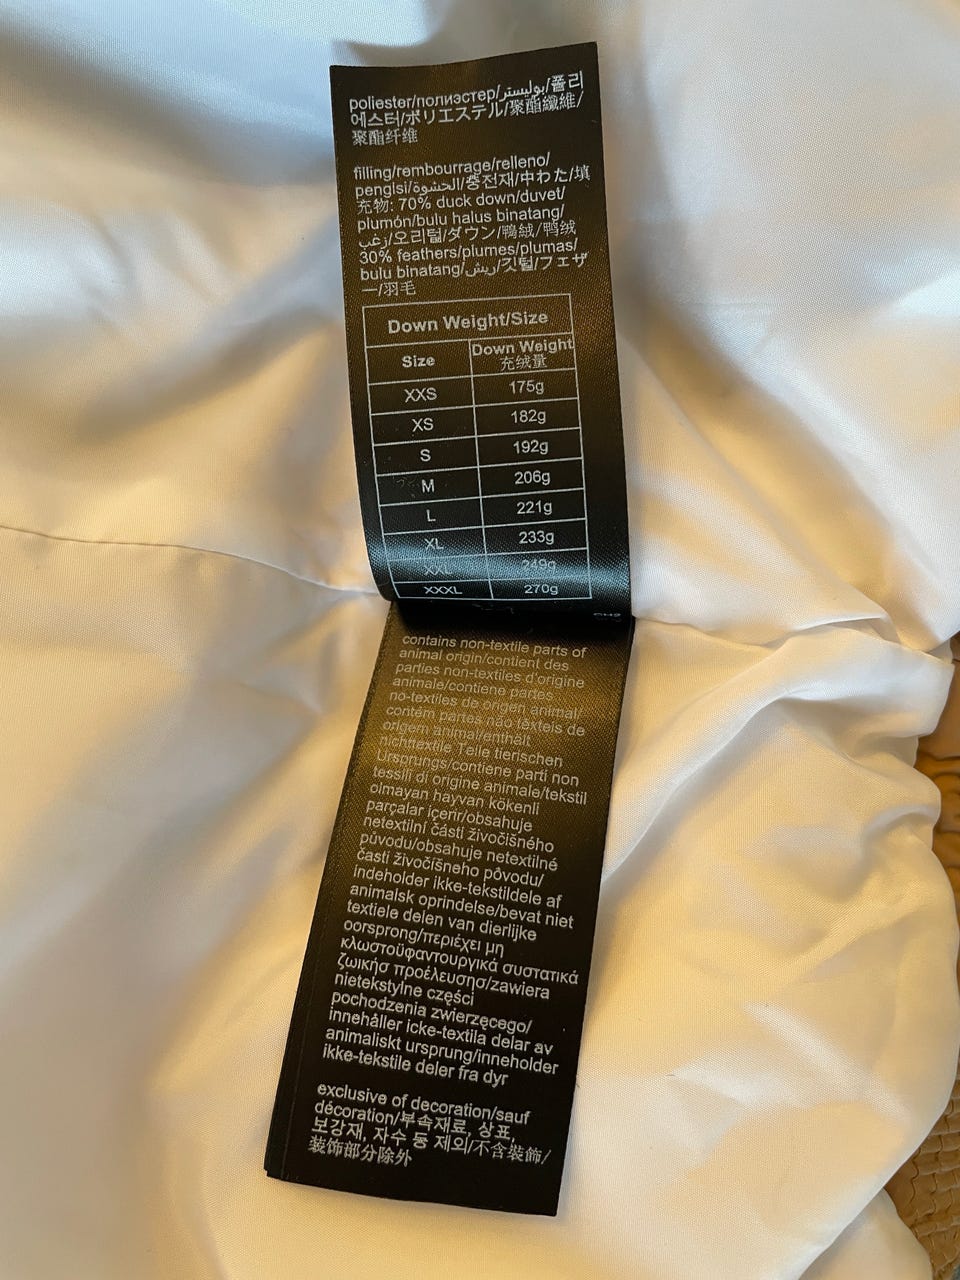 poliester/полиэстер/بوليستر/폴리
에스터/ポリエステル/聚酯纖維/
聚酯纤维
filling/rembourrage/relleno/
pengisi/الحشوة/충전재/中わた/填
充物: 70% duck down/duvet/
plumón/bulu halus binatang/
زغب/오리털/ダウン/鴨絨/鸭绒
30% feathers/plumes/plumas/
bulu binatang/ريش/깃털/フェザ
ー/羽毛
Down Weight/Size
Size Down Weight
充绒量
XXS 175g
XS 182g
S 192g
M 206g
L 221g
XL 233g
XXL 249g
XXXL 270g
contains non-textile parts of
animal origin/contient des
parties non-textiles d'origine
animale/contiene partes
no-textiles de origen animal/
contém partes não têxteis de
origem animal/enthält
nichttextile Teile tierischen
Ursprungs/contiene parti non
tessili di origine animale/tekstil
olmayan hayvan kökenli
parçalar içerir/obsahuje
netextilní části živočišného
původu/obsahuje netextilné
časti živočíšneho pôvodu/
indeholder ikke-tekstildele af
animalsk oprindelse/bevat niet
textiele delen van dierlijke
oorsprong/περιέχει μη
κλωστοϋφαντουργικά συστατικά
ζωικήσ προέλευσησ/zawiera
nietekstylne części
pochodzenia zwierzęcego/
innehåller icke-textila delar av
animaliskt ursprung/inneholder
ikke-tekstile deler fra dyr
exclusive of decoration/sauf
décoration/부속재료, 상표,
보강재, 자수 등 제외/不含裝飾/
装饰部分除外